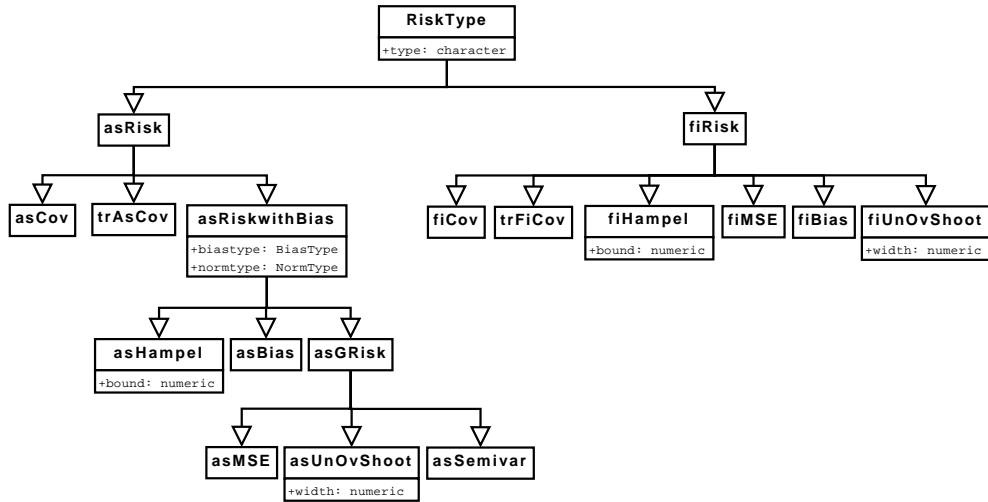 RiskType
+type: character
asRisk
fiRisk
asCov
trAsCov
asRiskwithBias
+biastype: BiasType
+normtype: NormType
fiCov
trFiCov
fiHampel
+bound: numeric
fiMSE
fiBias
fiUnOvShoot
+width: numeric
asHampel
+bound: numeric
asBias
asGRisk
asMSE
asUnOvShoot
+width: numeric
asSemivar